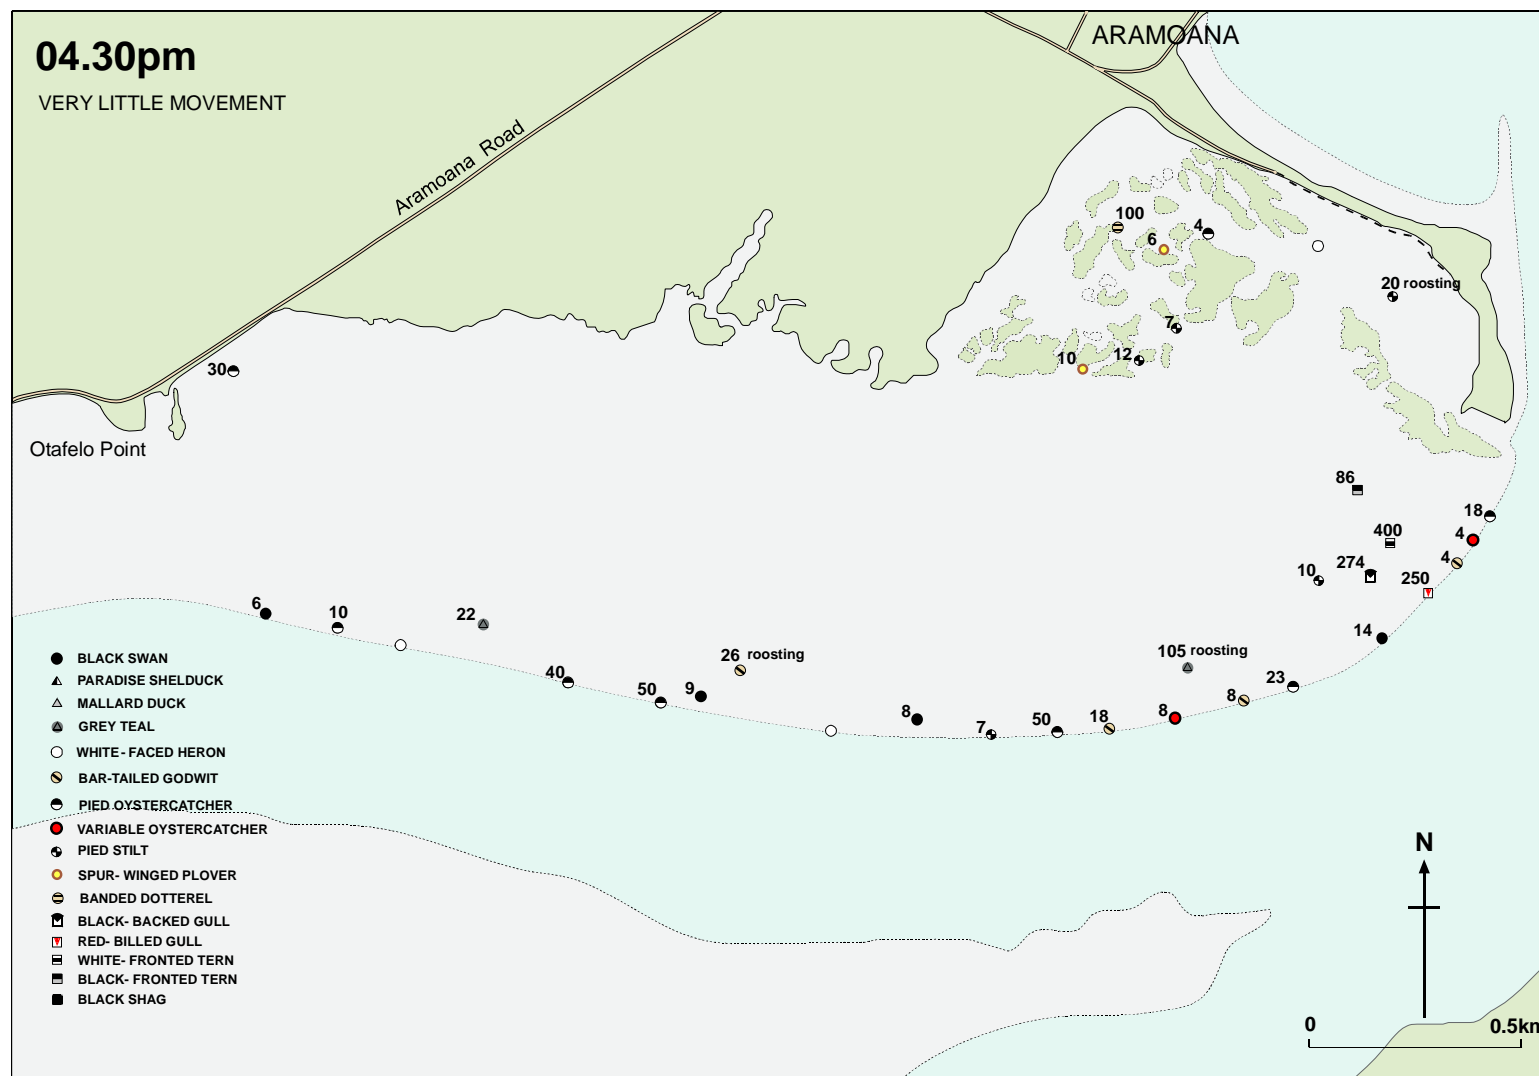 04.30pm
VERY LITTLE MOVEMENT
ARAMOANA
Aramoana Road
100
6
4
20 roosting
7
12
10
30
Otafelo Point
86
18
400
4
4
274
10
250
6
10
22
14
26 roosting
105 roosting
40
50
9
23
8
8
8
18
50
7
BLACK SWAN
PARADISE SHELDUCK
MALLARD DUCK
GREY TEAL
WHITE- FACED HERON
BAR-TAILED GODWIT
PIED OYSTERCATCHER
VARIABLE OYSTERCATCHER
PIED STILT
SPUR- WINGED PLOVER
BANDED DOTTEREL
BLACK- BACKED GULL
RED- BILLED GULL
WHITE- FRONTED TERN
BLACK- FRONTED TERN
BLACK SHAG
N
0 0.5km